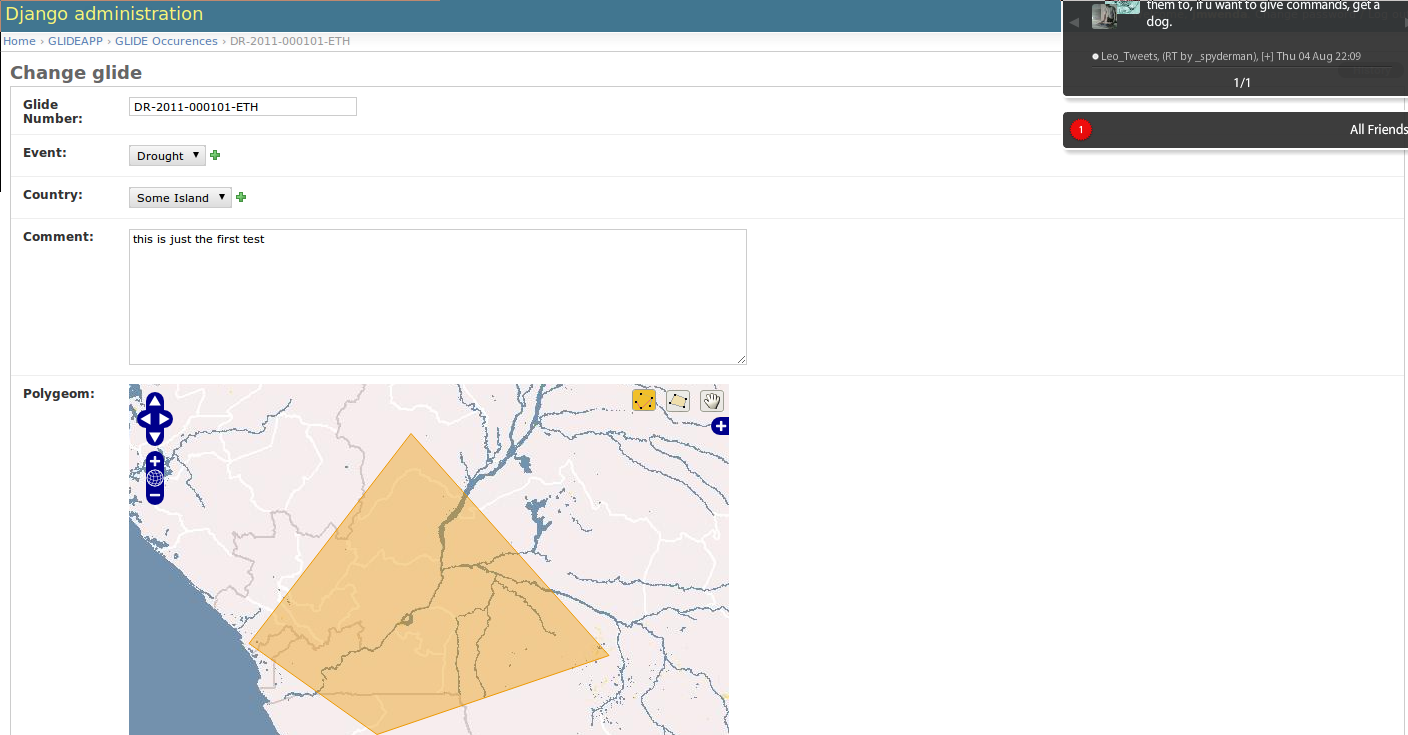 Django administration
Home › GLIDEAPP › GLIDE Occurences › DR-2011-000101-ETH
Change glide
Glide
Number:
DR-2011-000101-ETH
Event:
Drought
Country:
Some Island
Comment:
this is just the first test
Polygeom:
them to, if u want to give commands, get a
dog.
Leo_Tweets, (RT by _spyderman), [+] Thu 04 Aug 22:09
1/1
1
All Friends